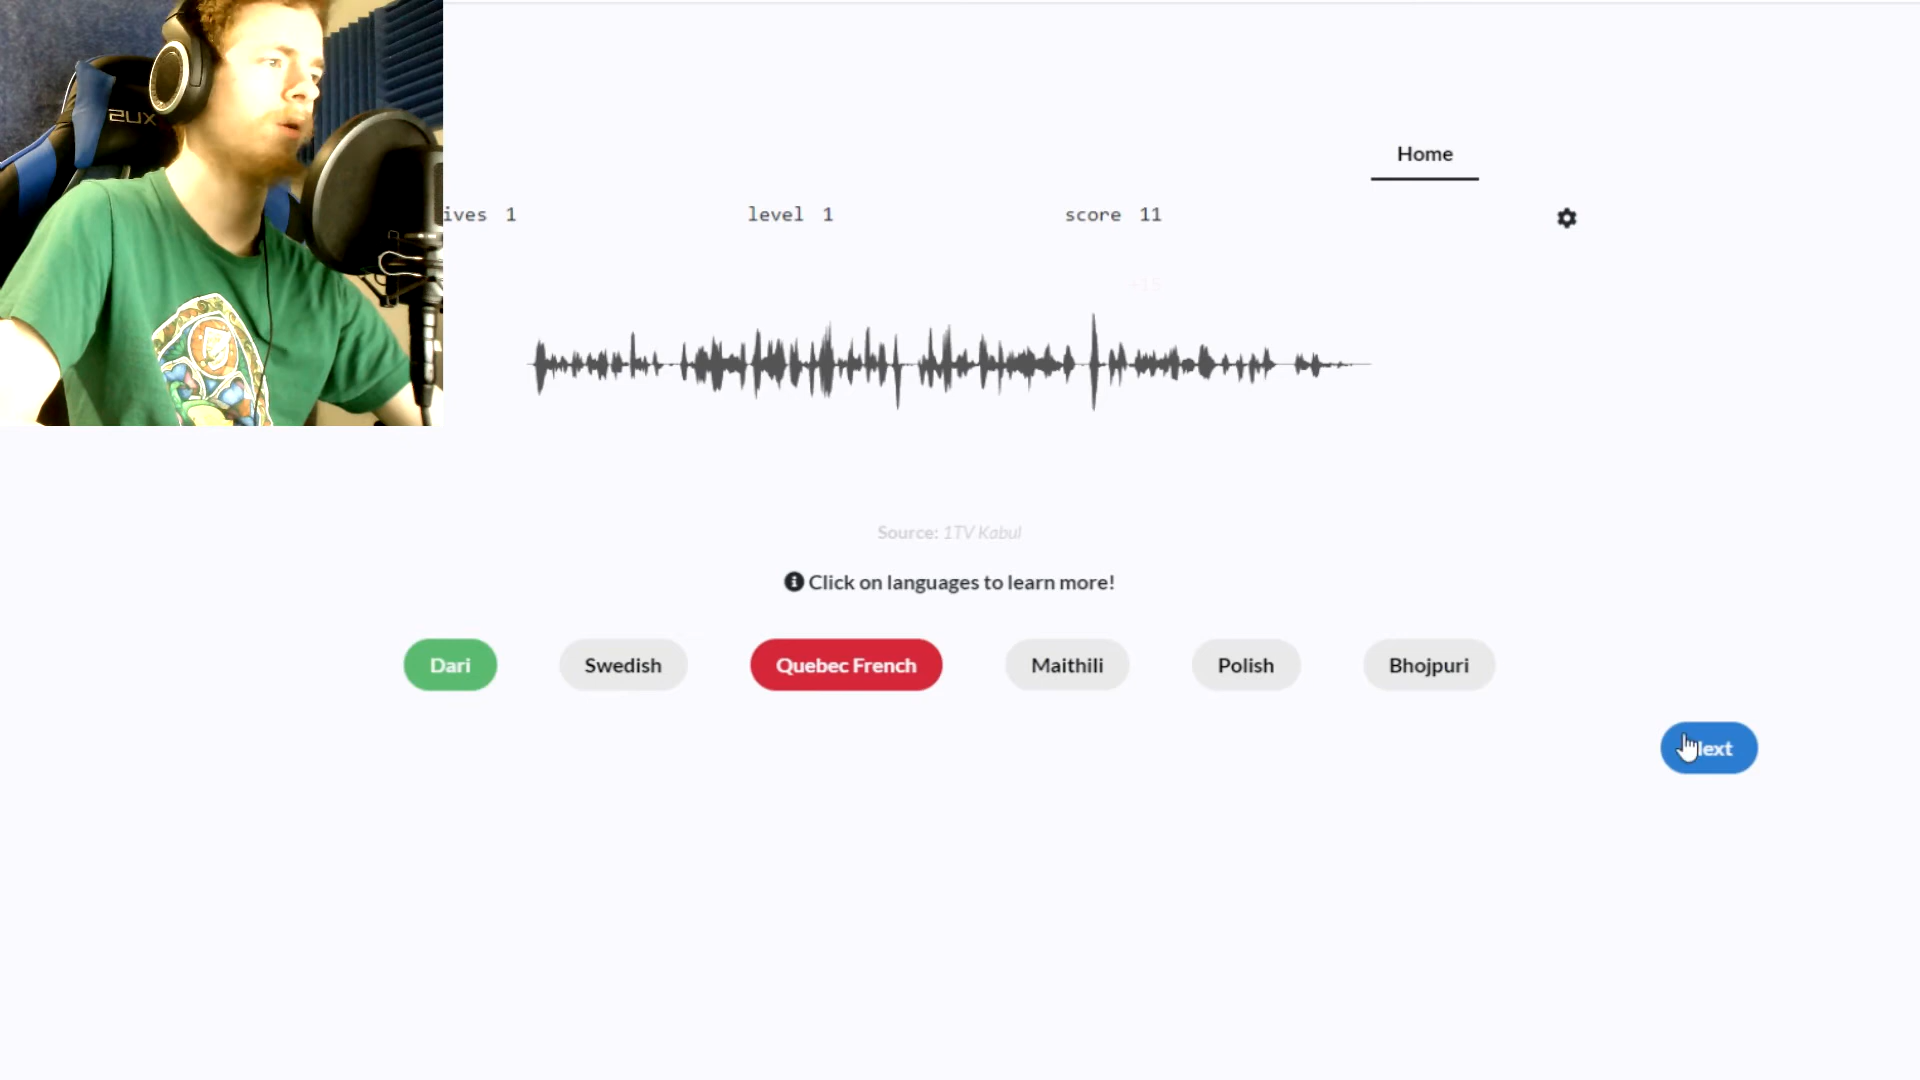 Home
ives 1
level 1
score 11
Source: 1TV Kabul
Click on languages to learn more!
Dari
Swedish
Quebec French
Maithili
Polish
Bhojpuri
ext